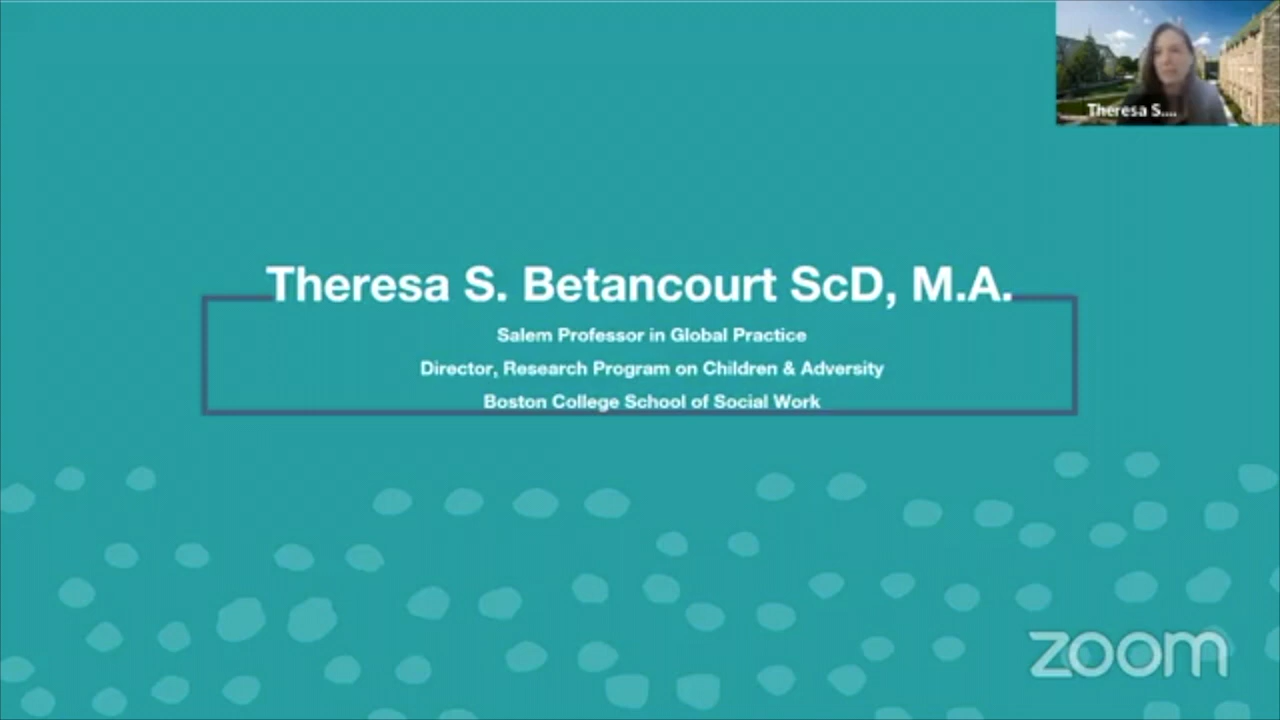 Theresa S....
Theresa S. Betancourt ScD, M.A.
Salem Professor in Global Practice
Director, Research Program on Children & Adversity
Boston College School of Social Work
zoom